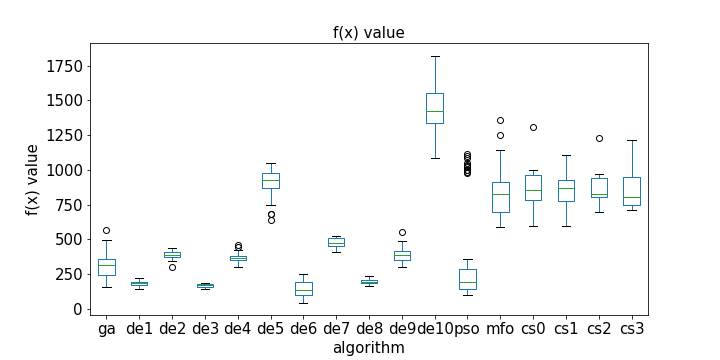 f(x) value
1750
1500
1250
1000
750
500
250
0
f(x) value
ga de1 de2 de3 de4 de5 de6 de7 de8 de9 de10 pso mfo cs0 cs1 cs2 cs3
algorithm